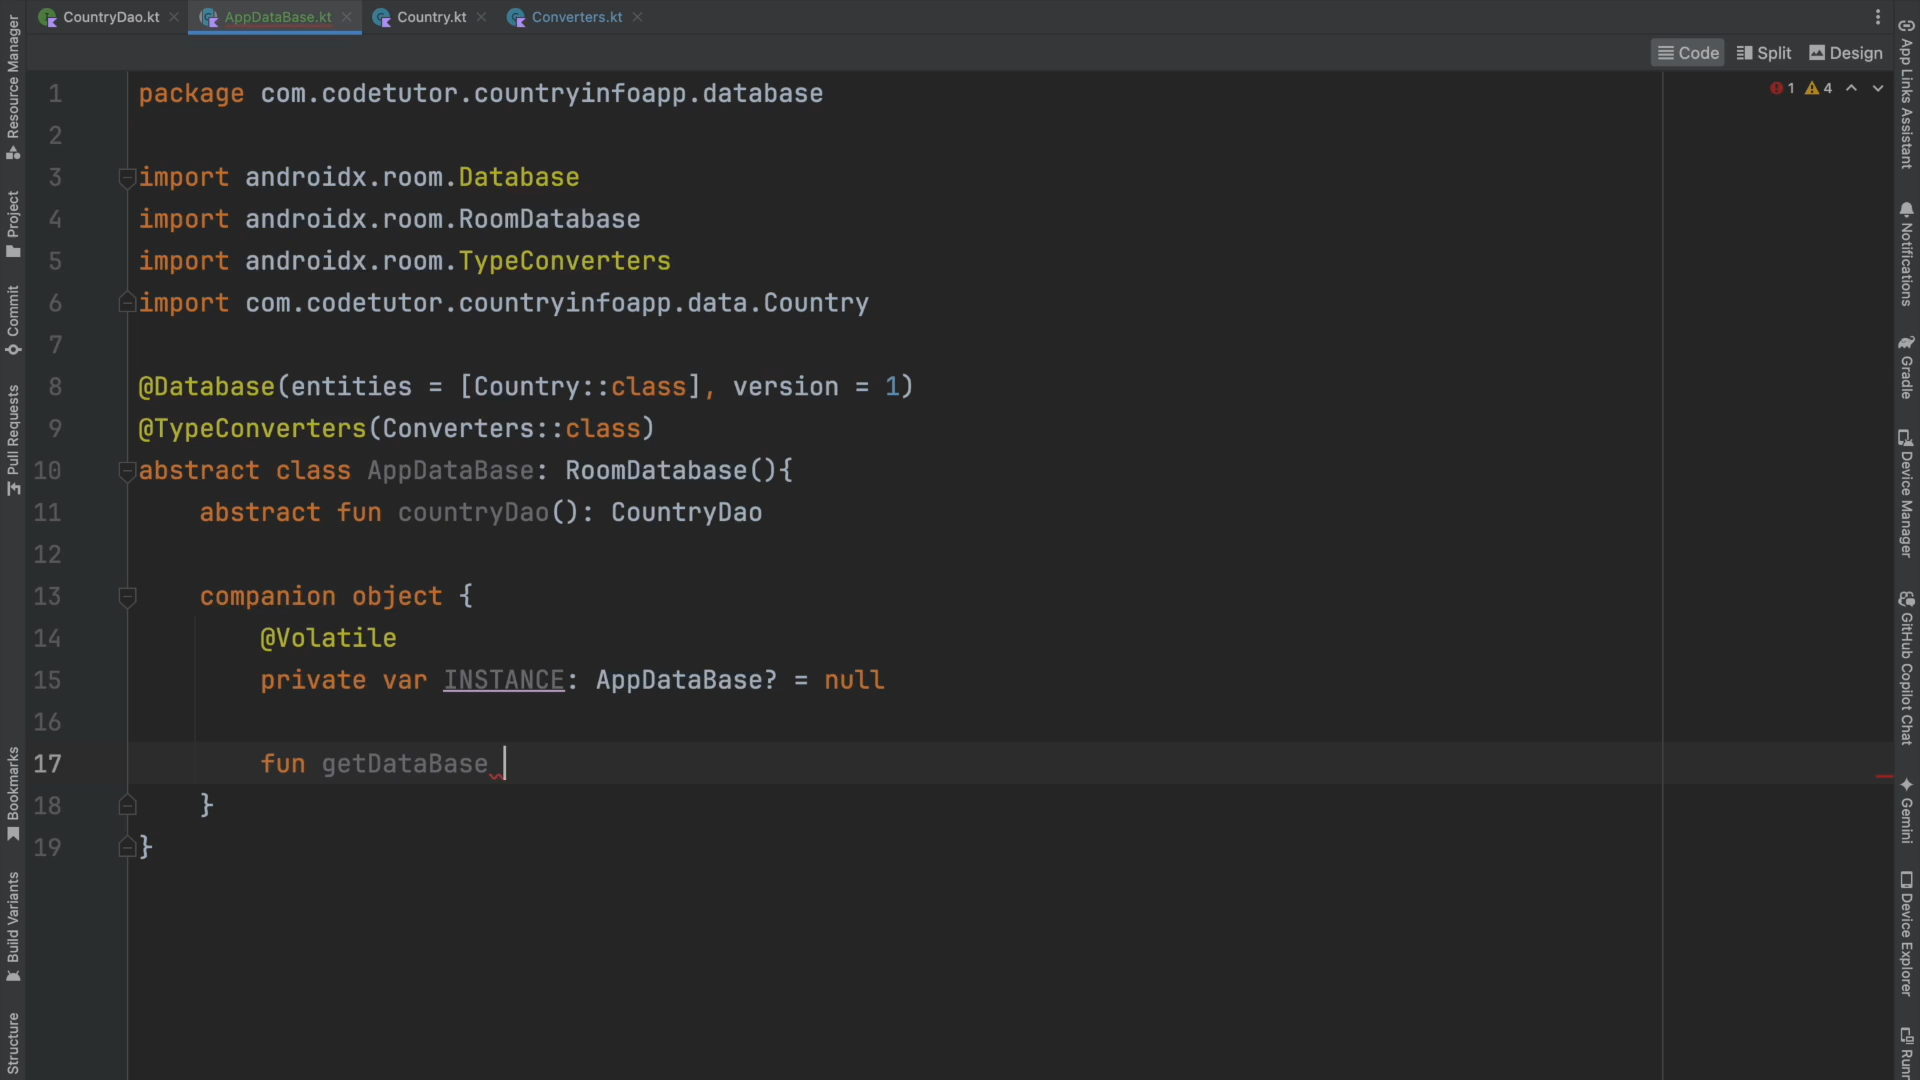 CountryDao.kt
AppDataBase.kt
Country.kt
Converters.kt
Code
Split
Design
1
4
Resource Manager
Project
Commit
Pull Requests
Bookmarks
Build Variants
Structure
1 package com.codetutor.countryinfoapp.database
2
3 import androidx.room.Database
4 import androidx.room.RoomDatabase
5 import androidx.room.TypeConverters
6 import com.codetutor.countryinfoapp.data.Country
7
8 @Database(entities = [Country::class], version = 1)
9 @TypeConverters(Converters::class)
10 abstract class AppDataBase: RoomDatabase(){
11 abstract fun countryDao(): CountryDao
12
13 companion object {
14 @Volatile
15 private var INSTANCE: AppDataBase? = null
16
17 fun getDataBase
18 }
19 }
App Links Assistant
Notifications
Gradle
Device Manager
GitHub Copilot Chat
Gemini
Device Explorer